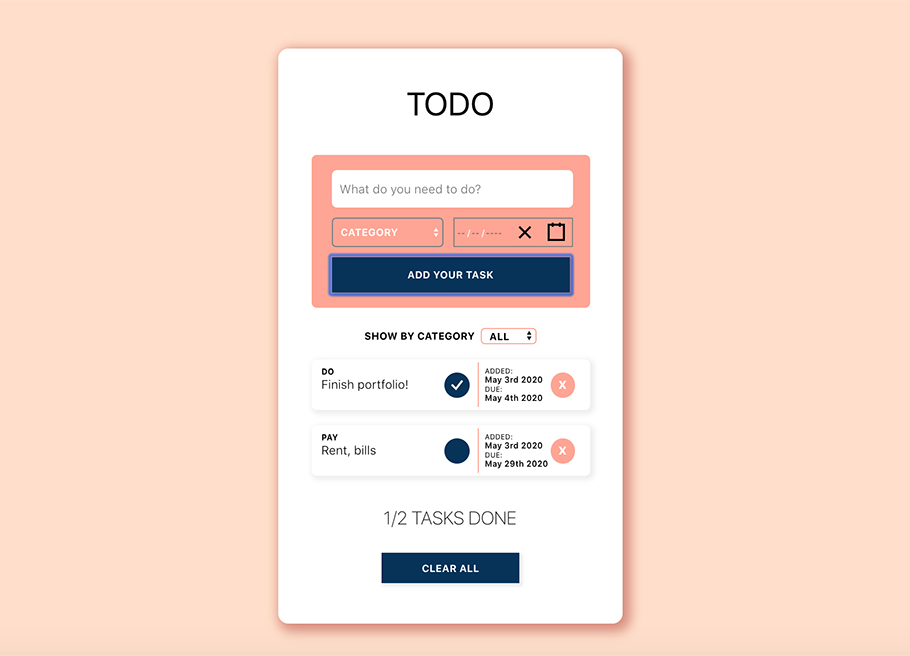 TODO
What do you need to do?
CATEGORY
--/--/----
ADD YOUR TASK
SHOW BY CATEGORY ALL
DO
Finish portfolio!
ADDED:
May 3rd 2020
DUE:
May 4th 2020
X
PAY
Rent, bills
ADDED:
May 3rd 2020
DUE:
May 29th 2020
X
1/2 TASKS DONE
CLEAR ALL